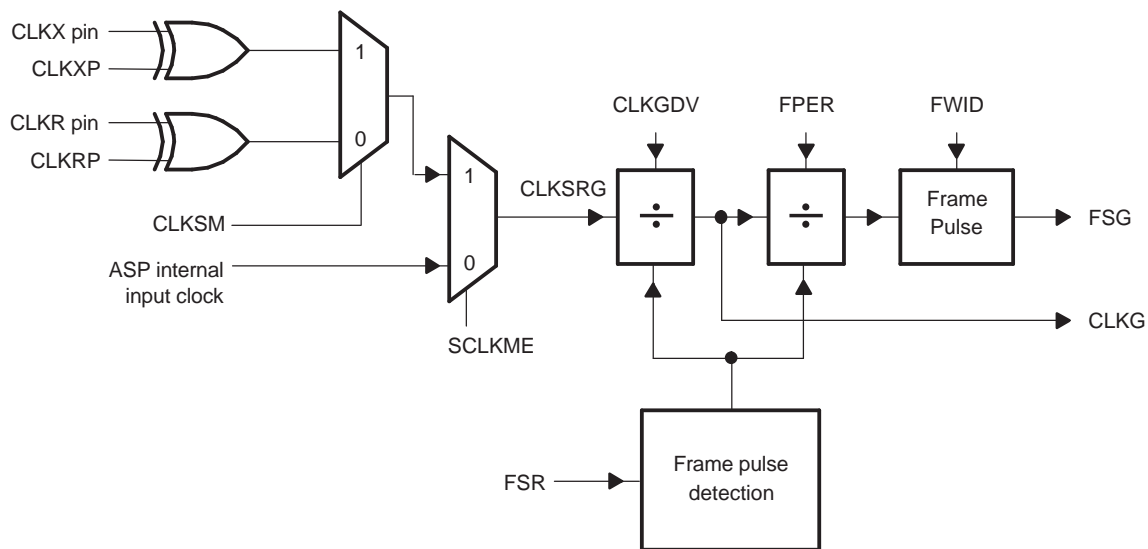 CLKX pin
CLKXP
CLKR pin
CLKRP
1
0
CLKSM
ASP internal
input clock
1
0
SCLKME
CLKSRG
CLKGDV
÷
FPER
÷
FWID
Frame
Pulse
FSG
CLKG
FSR
Frame pulse
detection